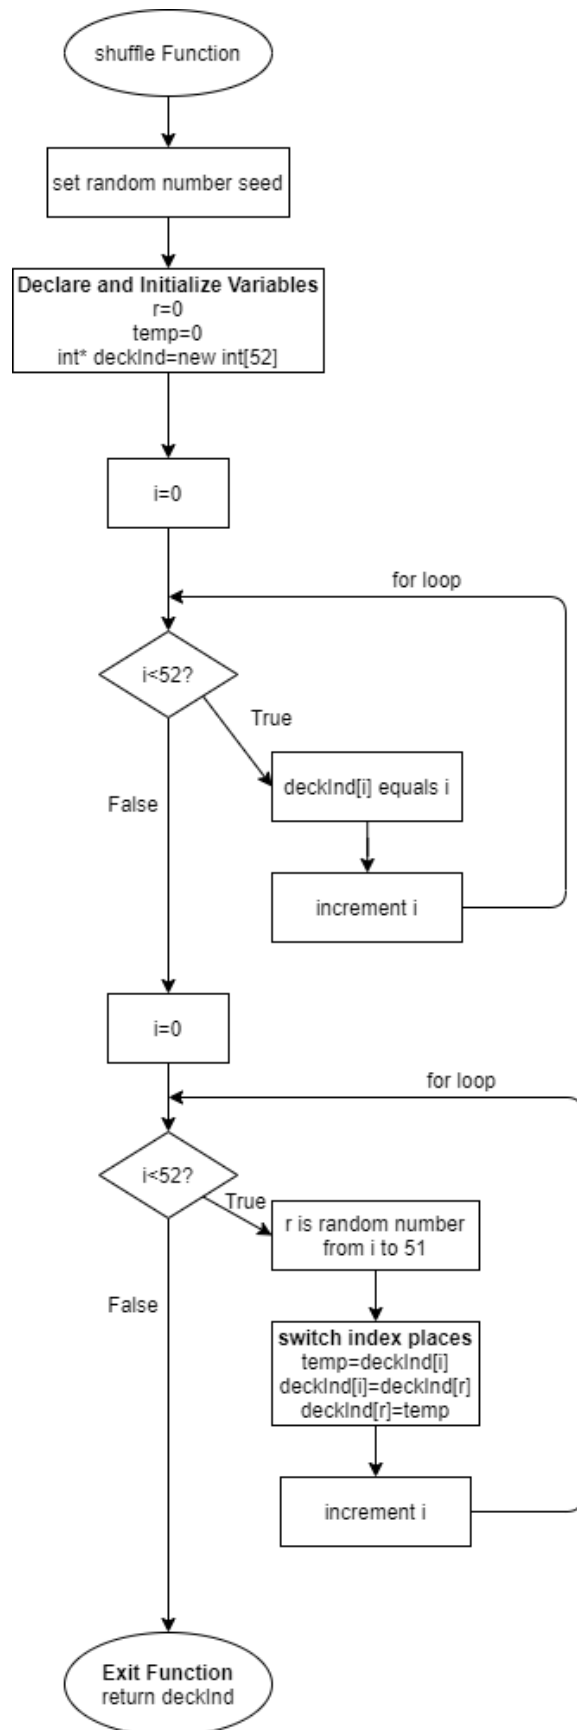 shuffle Function
set random number seed
Declare and Initialize Variables
r=0
temp=0
int* deckInd=new int[52]
i=0
for loop
i<52?
True
deckInd[i] equals i
False
increment i
i=0
for loop
i<52?
True
r is random number
from i to 51
False
switch index places
temp=deckInd[i]
deckInd[i]=deckInd[r]
deckInd[r]=temp
increment i
Exit Function
return deckInd